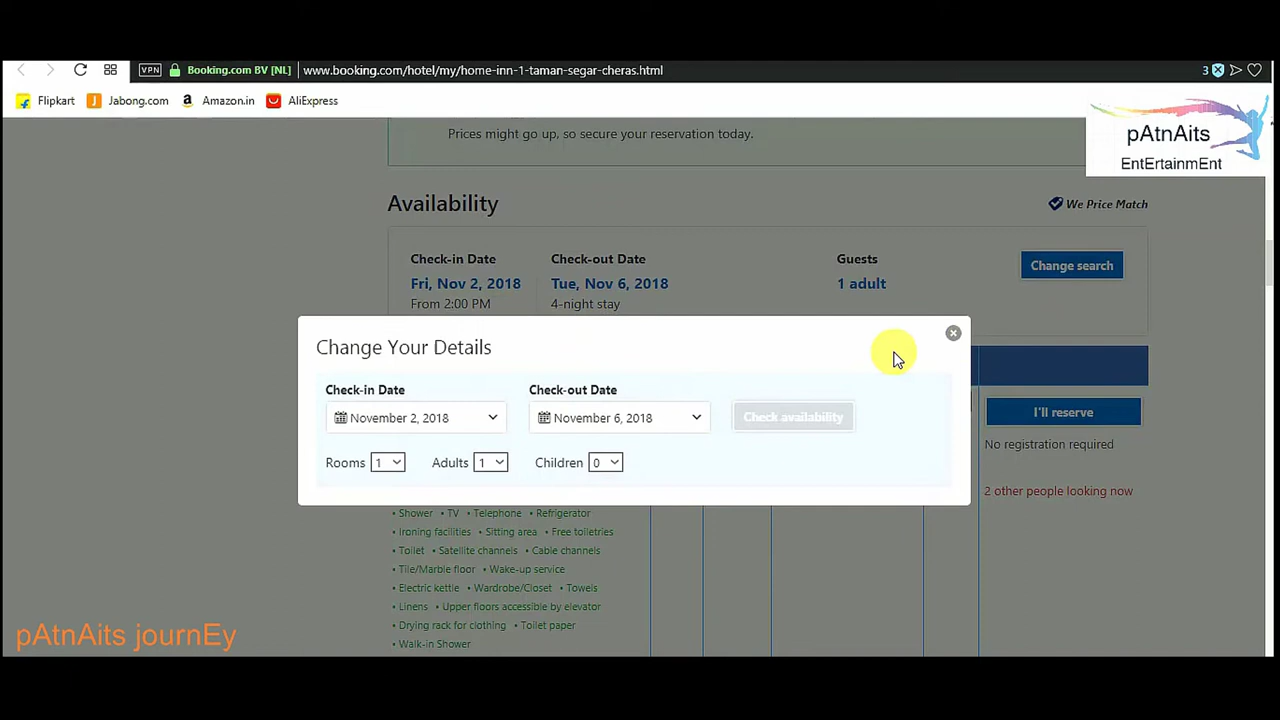 VPN Booking.com BV [NL] www.booking.com/hotel/my/home-inn-1-taman-segar-cheras.html 3
Flipkart Jabong.com Amazon.in AliExpress
pAtnAits
EntErtainmEnt
Prices might go up, so secure your reservation today.
Availability
We Price Match
Check-in Date Check-out Date Guests
Fri, Nov 2, 2018 Tue, Nov 6, 2018 1 adult
From 2:00 PM 4-night stay
Change search
Change Your Details
Check-in Date Check-out Date
November 2, 2018 November 6, 2018 Check availability
Rooms 1 Adults 1 Children 0
I'll reserve
No registration required
2 other people looking now
• Shower • TV • Telephone • Refrigerator
• Ironing facilities • Sitting area • Free toiletries
• Toilet • Satellite channels • Cable channels
• Tile/Marble floor • Wake-up service
• Electric kettle • Wardrobe/Closet • Towels
• Linens • Upper floors accessible by elevator
• Drying rack for clothing • Toilet paper
• Walk-in Shower
pAtnAits journEy